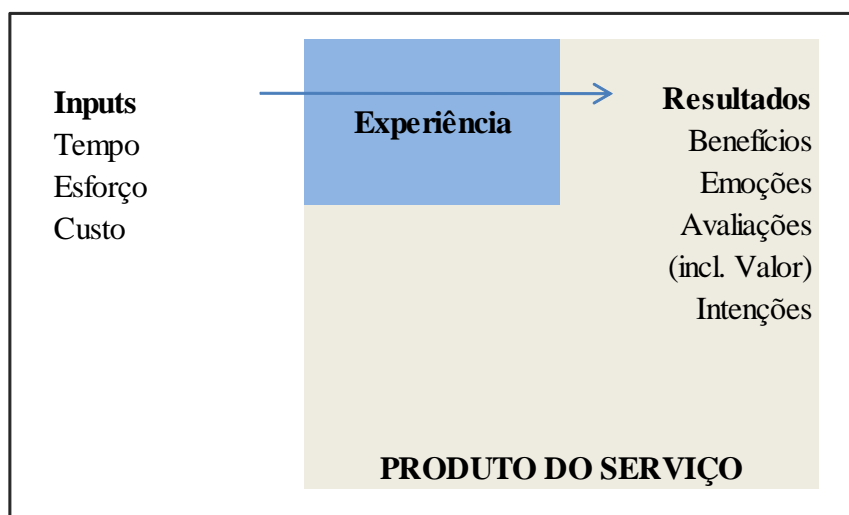 Inputs
Tempo
Esforço
Custo
Experiência
Resultados
Benefícios
Emoções
Avaliações
(incl. Valor)
Intenções
PRODUTO DO SERVIÇO